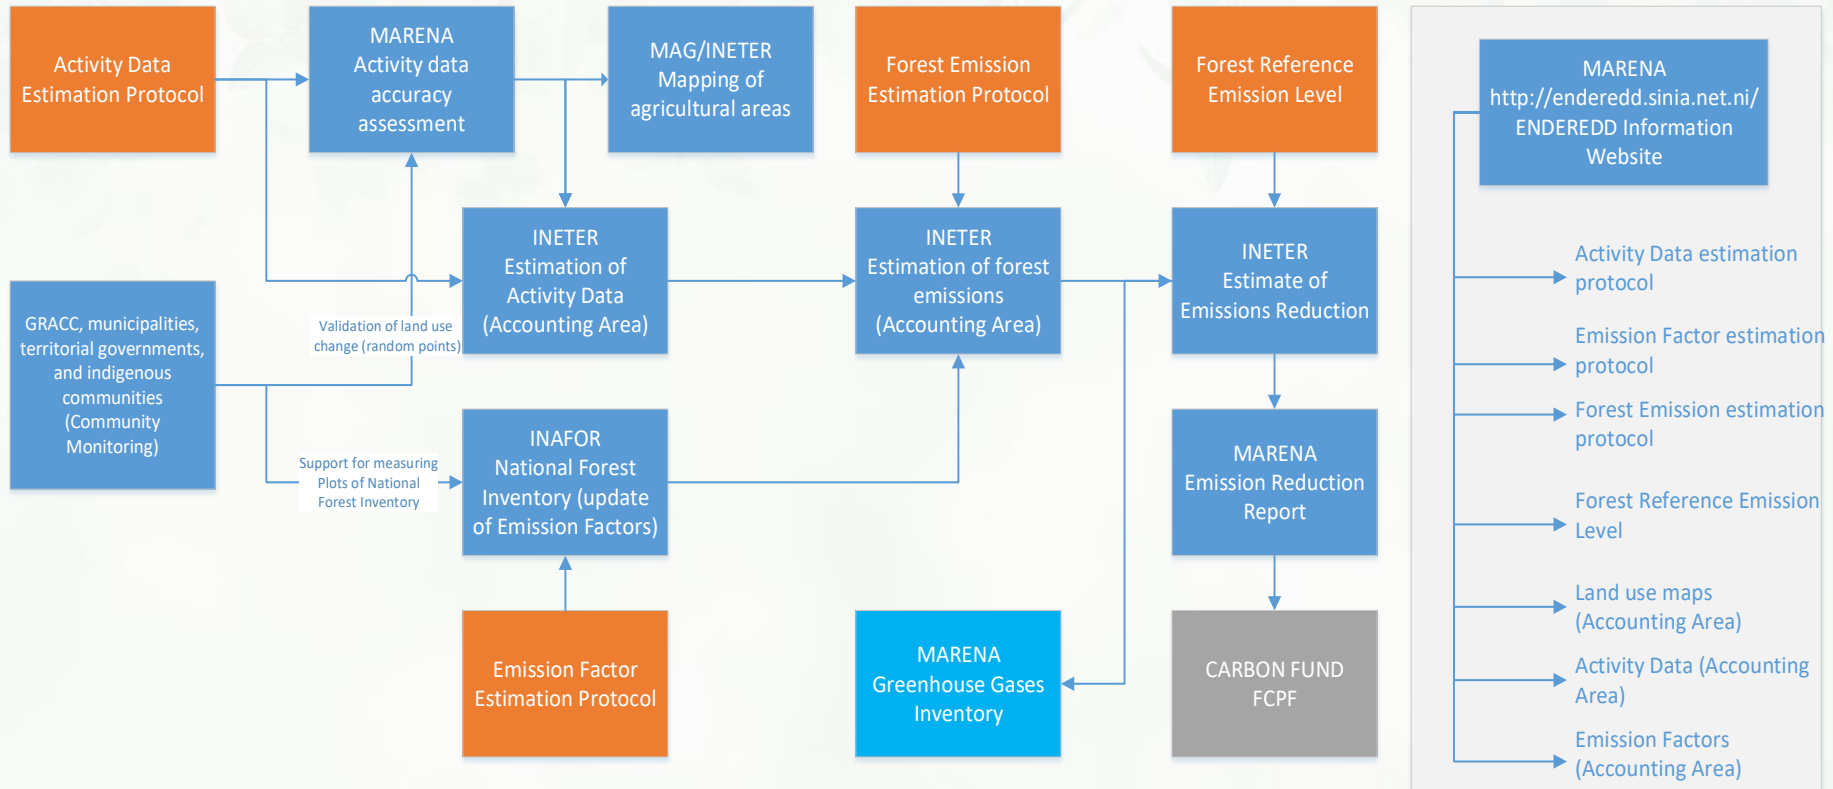 Activity Data
Estimation Protocol
MARENA
Activity data
accuracy
assessment
MAG/INETER
Mapping of
agricultural areas
Forest Emission
Estimation Protocol
Forest Reference
Emission Level
MARENA
http://enderedd.sinia.net.ni/
ENDEREDD Information
Website
INETER
Estimation of
Activity Data
(Accounting Area)
INETER
Estimation of forest
emissions
(Accounting Area)
INETER
Estimate of
Emissions Reduction
GRACC, municipalities,
territorial governments,
and indigenous
communities
(Community
Monitoring)
Validation of land use
change (random points)
Support for measuring
Plots of National
Forest Inventory
INAFOR
National Forest
Inventory (update
of Emission Factors)
MARENA
Emission Reduction
Report
Emission Factor
Estimation Protocol
MARENA
Greenhouse Gases
Inventory
CARBON FUND
FCPF
Activity Data estimation
protocol
Emission Factor estimation
protocol
Forest Emission estimation
protocol
Forest Reference Emission
Level
Land use maps
(Accounting Area)
Activity Data (Accounting
Area)
Emission Factors
(Accounting Area)